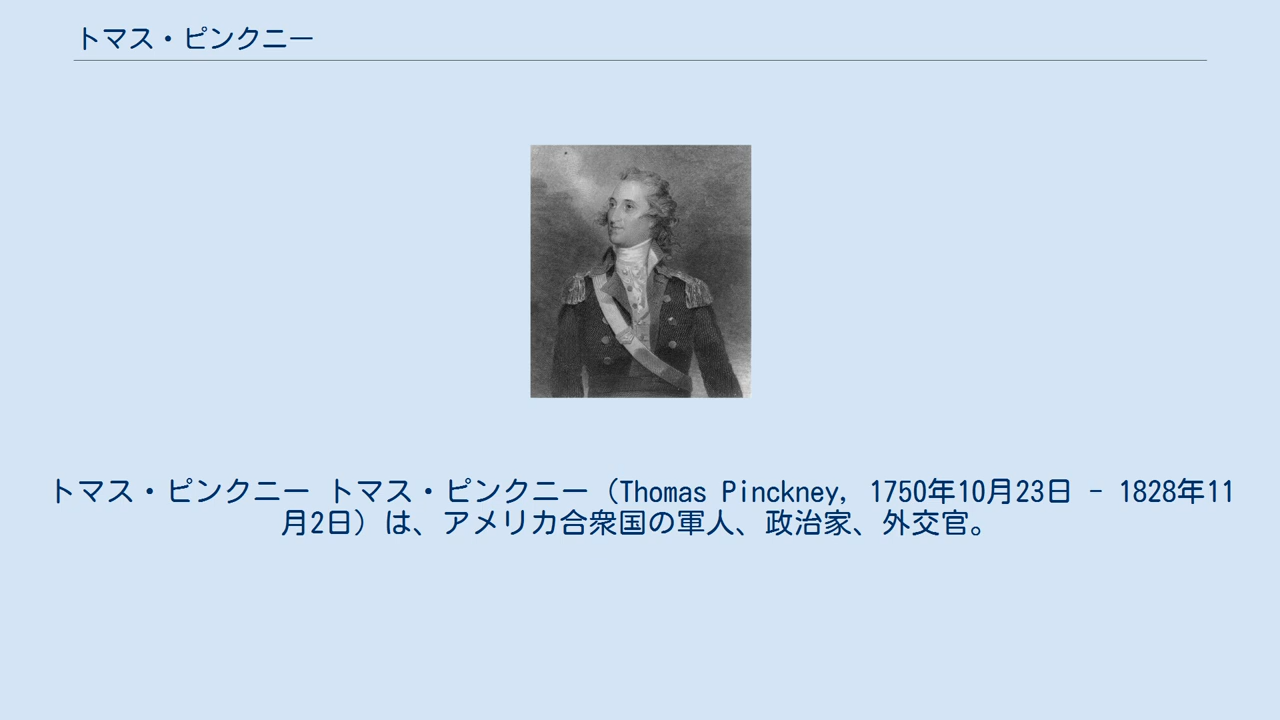 トマス・ピンクニー
トマス・ピンクニー トマス・ピンクニー（Thomas Pinckney, 1750年10月23日 - 1828年11
月2日）は、アメリカ合衆国の軍人、政治家、外交官。